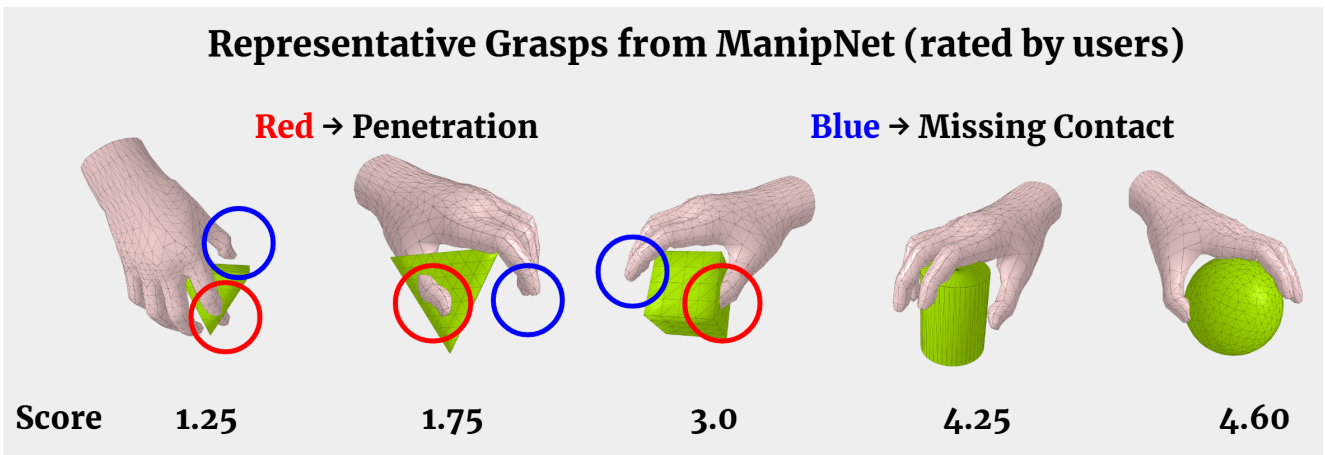 Representative Grasps from ManipNet (rated by users)
Red → Penetration
Blue → Missing Contact
Score 1.25 1.75 3.0 4.25 4.60